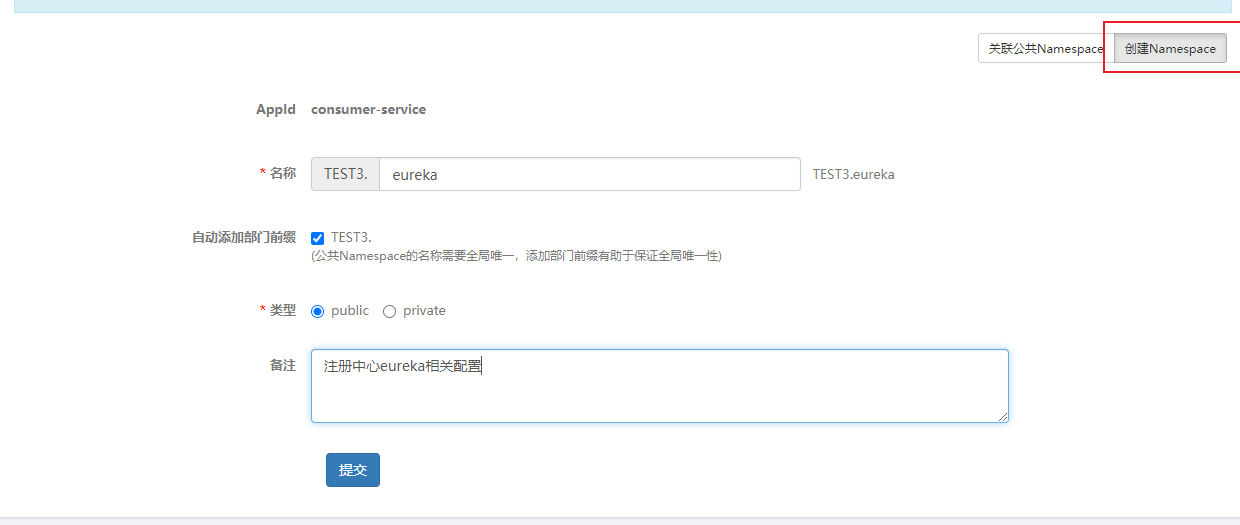 关联公共Namespace 创建Namespace
AppId consumer-service
* 名称 TEST3. eureka TEST3.eureka
自动添加部门前缀 TEST3.
(公共Namespace的名称需要全局唯一，添加部门前缀有助于保证全局唯一性)
* 类型 public private
备注 注册中心eureka相关配置
提交